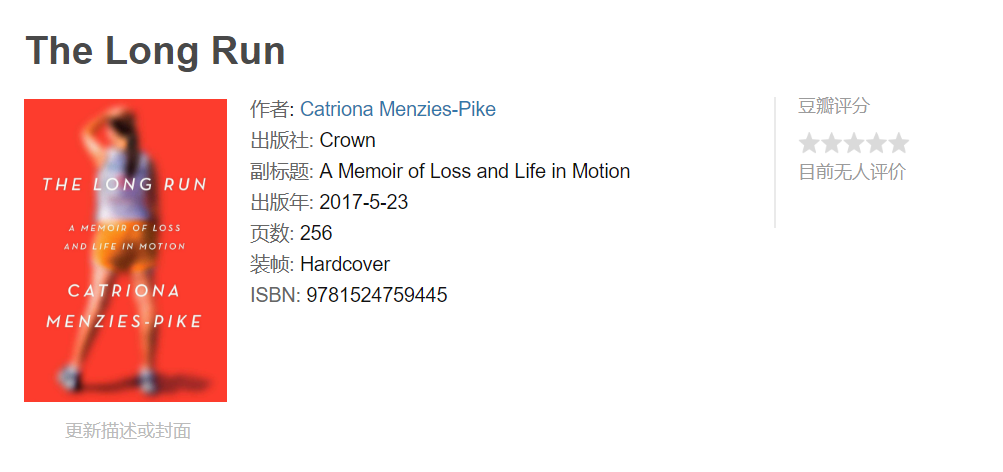 The Long Run
THE LONG RUN
A MEMOIR OF LOSS
AND LIFE IN MOTION
CATRIONA
MENZIES-PIKE
更新描述或封面
作者: Catriona Menzies-Pike
出版社: Crown
副标题: A Memoir of Loss and Life in Motion
出版年: 2017-5-23
页数: 256
装帧: Hardcover
ISBN: 9781524759445
豆瓣评分
目前无人评价